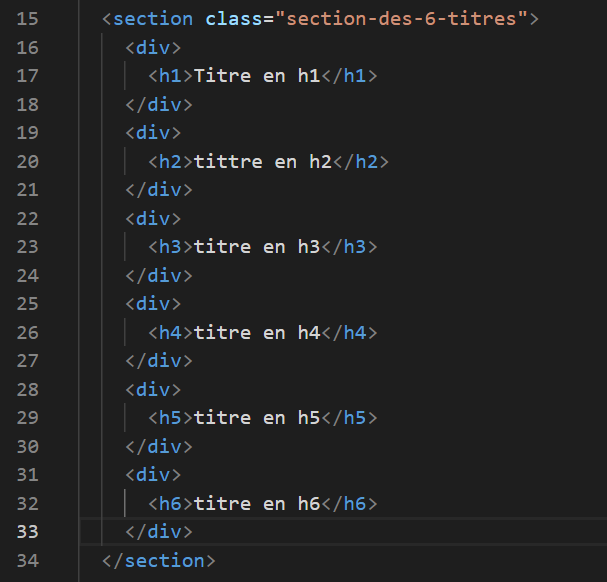 15 <section class="section-des-6-titres">
16 <div>
17 <h1>Titre en h1</h1>
18 </div>
19 <div>
20 <h2>tittre en h2</h2>
21 </div>
22 <div>
23 <h3>titre en h3</h3>
24 </div>
25 <div>
26 <h4>titre en h4</h4>
27 </div>
28 <div>
29 <h5>titre en h5</h5>
30 </div>
31 <div>
32 <h6>titre en h6</h6>
33 </div>
34 </section>